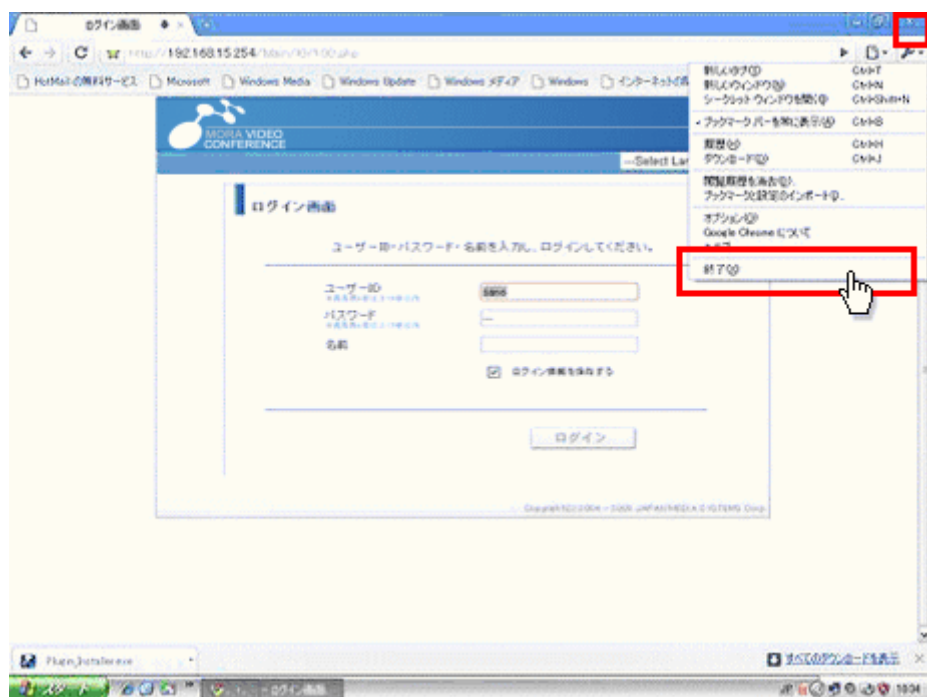 ログイン画面
192.168.15.254
HotMail の無料サービス
Microsoft
Windows Media
Windows Update
Windows メディア
Windows
新しいタブ(T) Ctrl+T
新しいウィンドウ(N) Ctrl+N
シークレット ウィンドウを開く(I) Ctrl+Shift+N
ブックマーク バーを常に表示(B) Ctrl+B
履歴(H) Ctrl+H
ダウンロード(D) Ctrl+J
閲覧履歴を消去(C)...
ブックマークと設定のインポート(M)...
オプション(O)
Google Chrome について
ヘルプ
終了(X)
MORA VIDEO
CONFERENCE
---Select Lan
ログイン画面
ユーザーID・パスワード・名前を入力し、ログインしてください。
ユーザーID
パスワード
名前
ログイン情報を保存する
ログイン
Plugin_Installer.exe
すべてのダウンロードを表示
スタート
ログイン画面